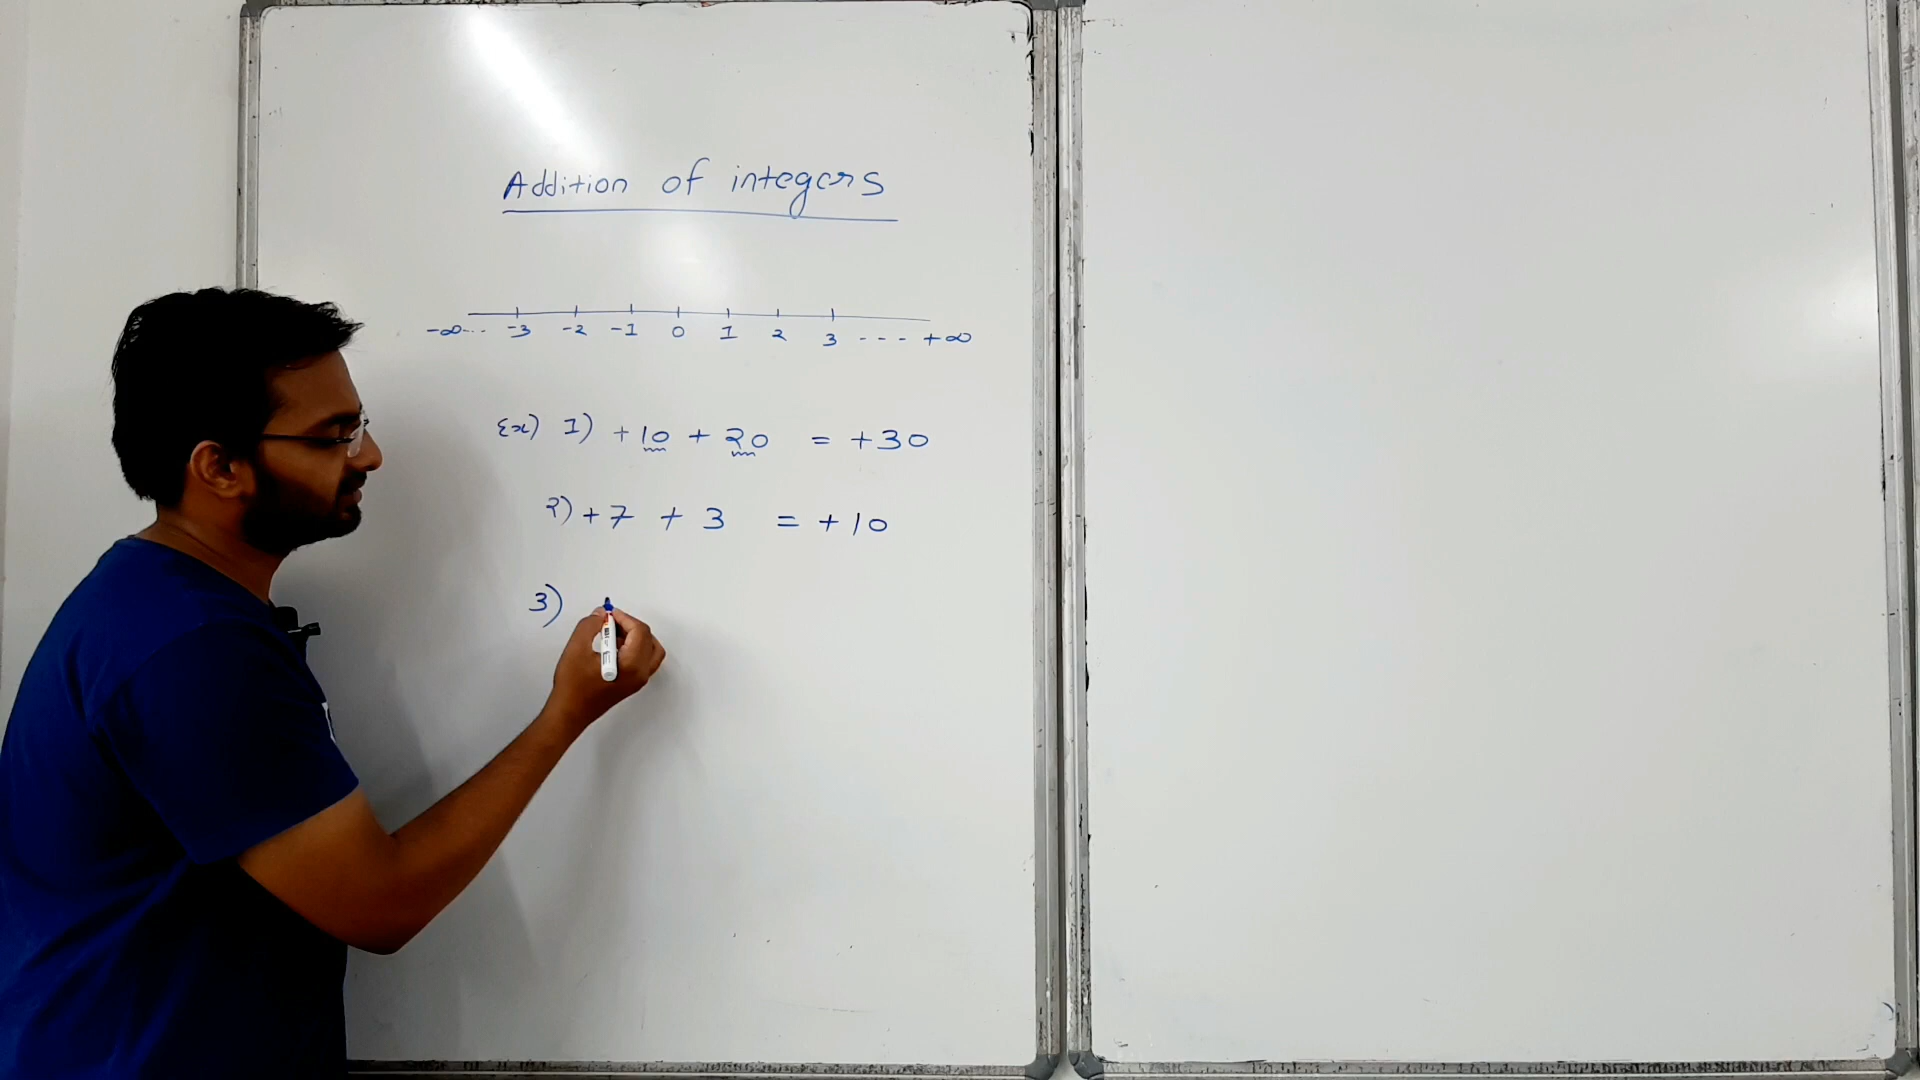 Addition of integers
-∞... -3 -2 -1 0 1 2 3 ---- +∞
Ex) 1) +10 + 20 = +30
2) +7 + 3 = +10
3)